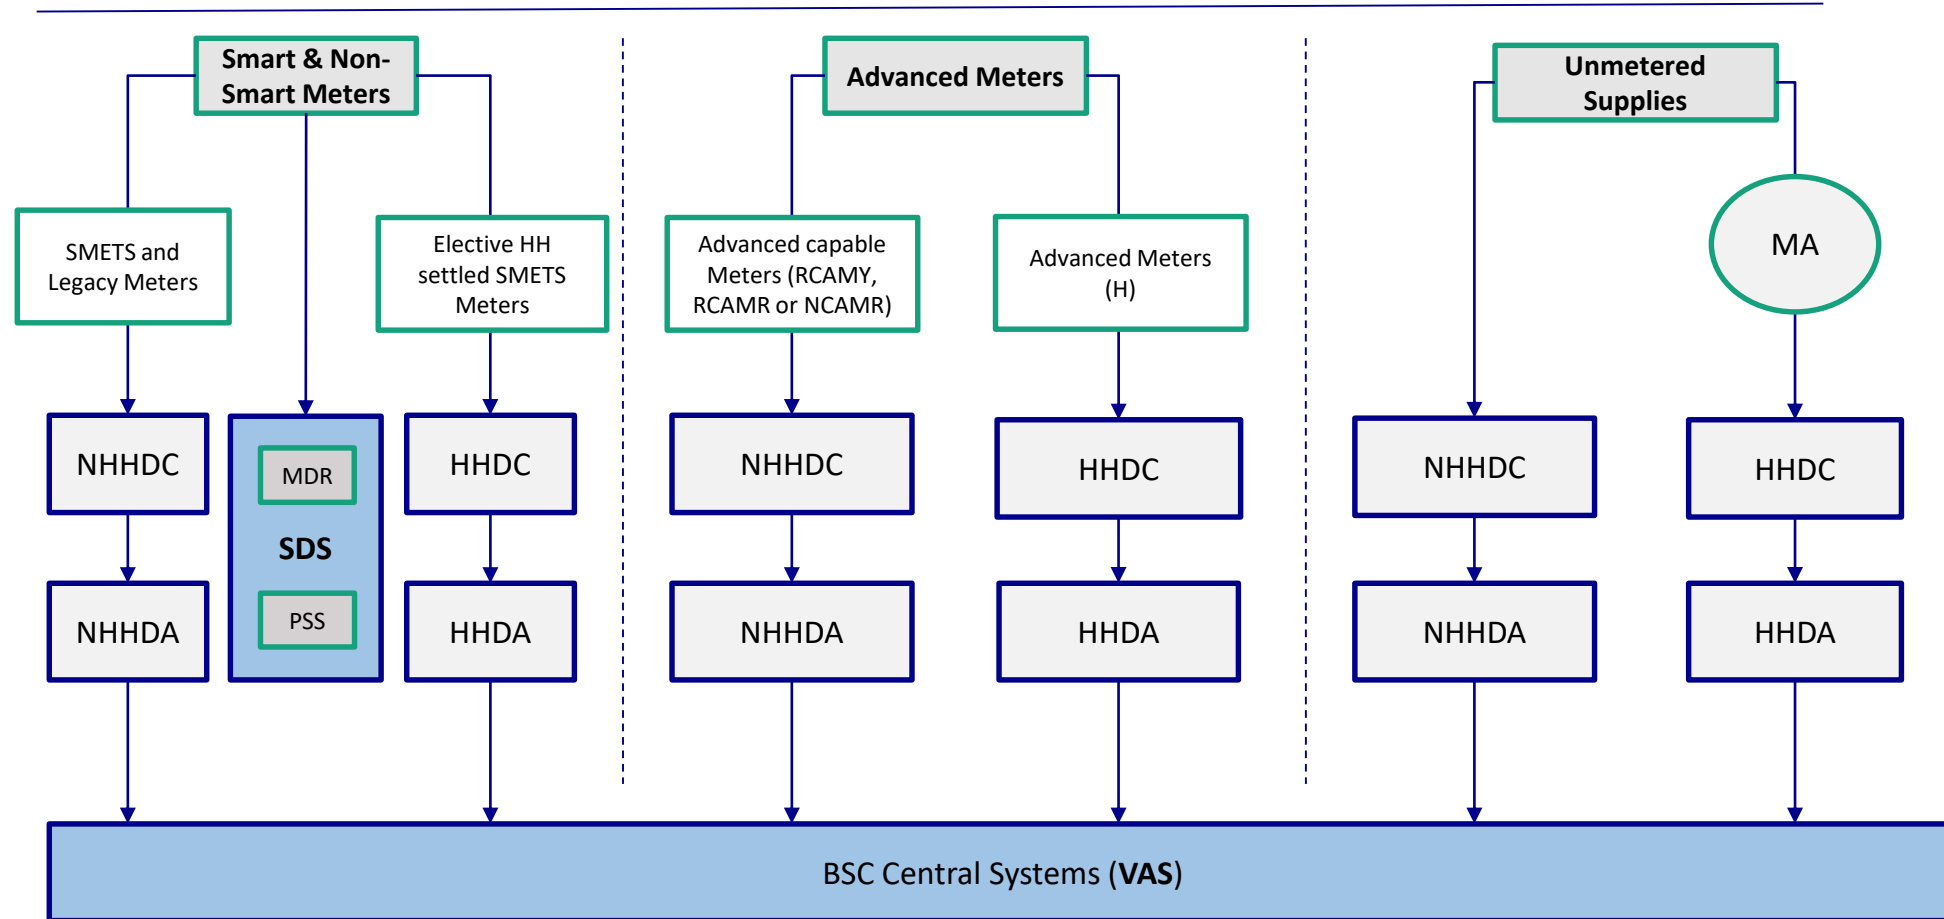 Smart & Non-
Smart Meters
Advanced Meters
Unmetered
Supplies
SMETS and
Legacy Meters
Elective HH
settled SMETS
Meters
Advanced capable
Meters (RCAMY,
RCAMR or NCAMR)
Advanced Meters
(H)
MA
NHHDC
MDR
SDS
PSS
HHDC
NHHDC
HHDC
NHHDC
HHDC
NHHDA
HHDA
NHHDA
HHDA
NHHDA
HHDA
BSC Central Systems (VAS)